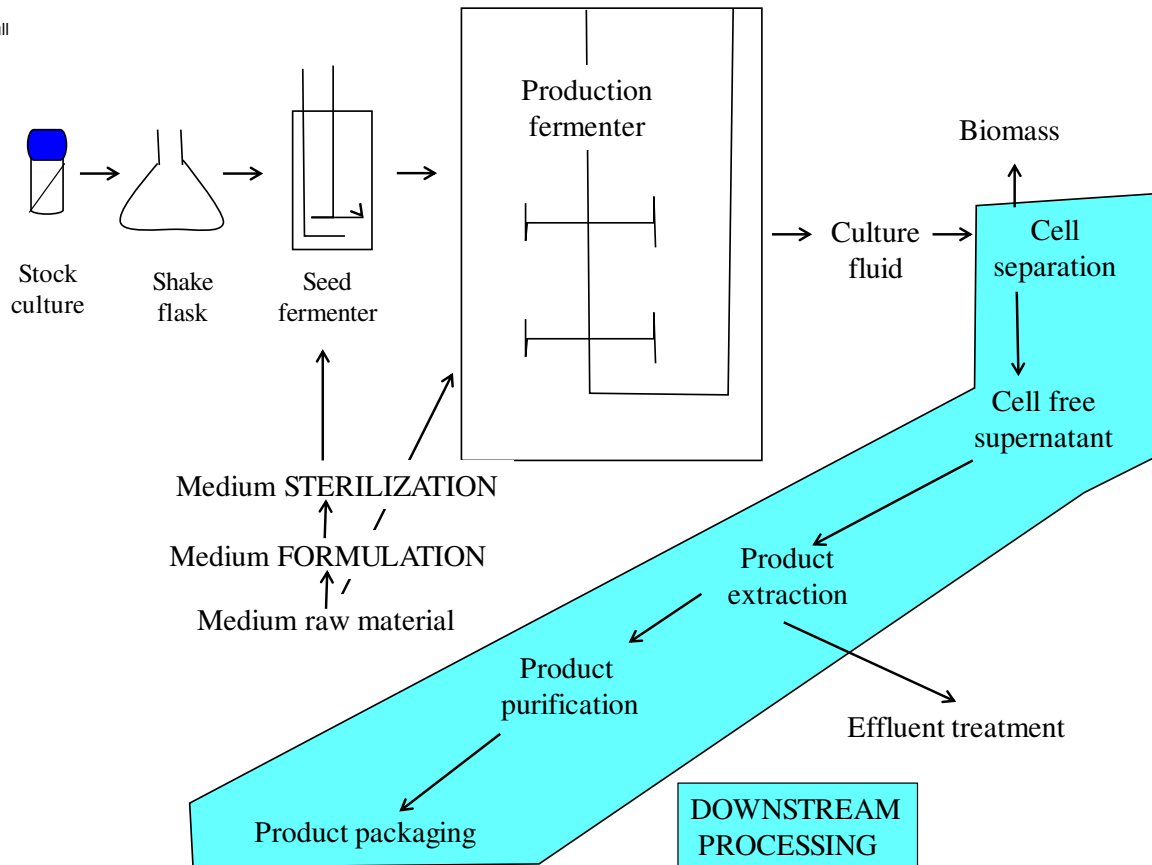 Production
fermenter
Biomass
Stock
culture
Shake
flask
Seed
fermenter
Culture
fluid
Cell
separation
Cell free
supernatant
Medium STERILIZATION
Medium FORMULATION
Medium raw material
Product
extraction
Product
purification
Effluent treatment
Product packaging
DOWNSTREAM
PROCESSING